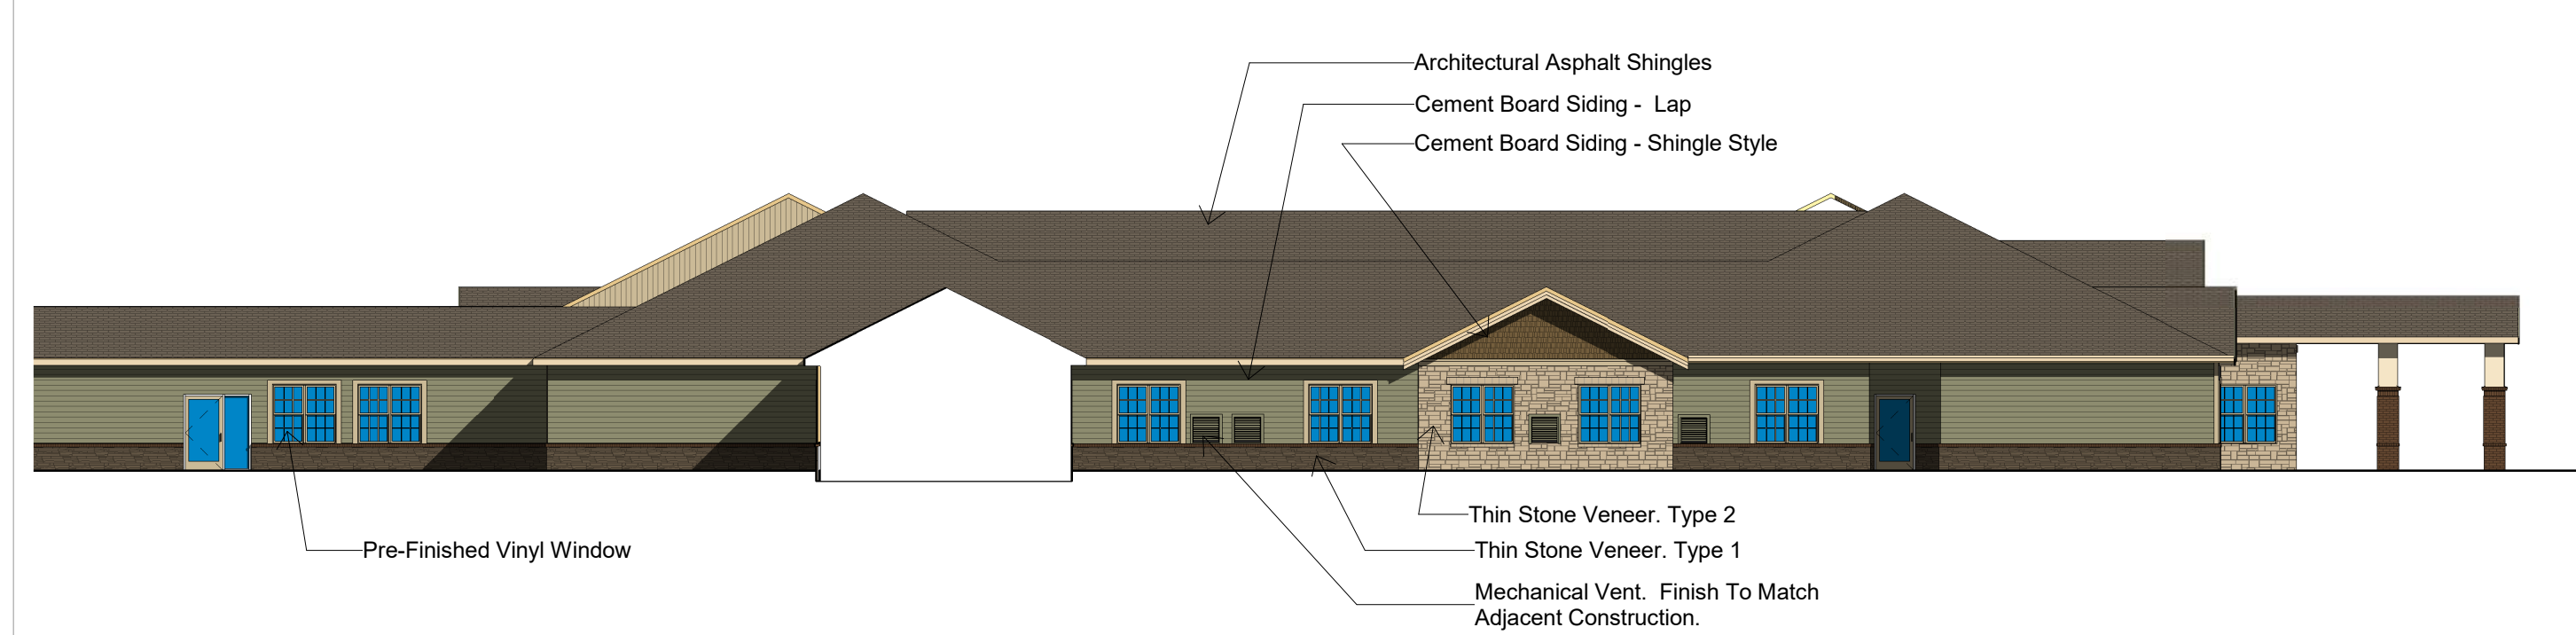 Architectural Asphalt Shingles
Cement Board Siding -  Lap
Cement Board Siding - Shingle Style
Thin Stone Veneer. Type 2
Pre-Finished Vinyl Window
Thin Stone Veneer. Type 1
Mechanical Vent.  Finish To Match
Adjacent Construction.